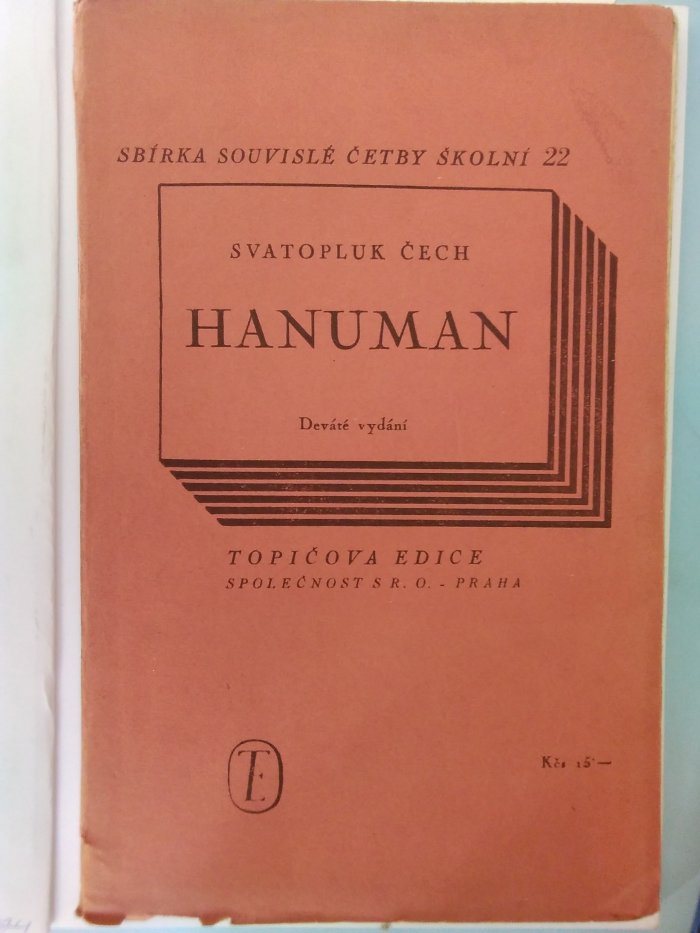 SBÍRKA SOUVISLÉ ČETBY ŠKOLNÍ 22
SVATOPLUK ČECH
HANUMAN
Deváté vydání
TOPIČOVA EDICE
SPOLEČNOST S R. O. - PRAHA
TE
Kčs 15·—